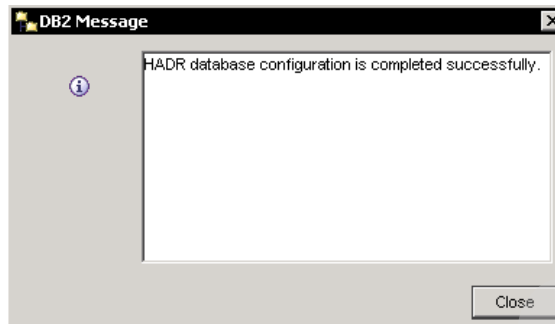 DB2 Message
HADR database configuration is completed successfully.
Close